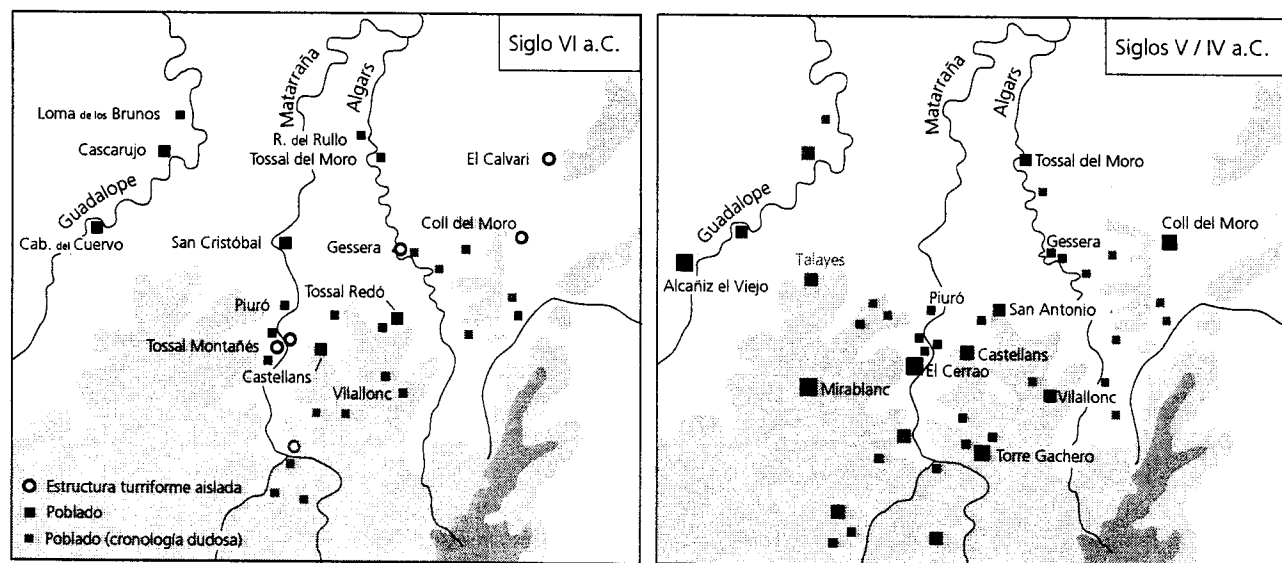 Siglo VI a.C.
Matarraña
Algars
Loma de los Brunos
R. del Rullo
Cascarujo
Tossal del Moro
El Calvari
Guadalope
Coll del Moro
Cab. del Cuervo
San Cristóbal
Gessera
Tossal Redó
Piuró
Tossal Montañés
Castellans
Vilallonc
Estructura turriforme aislada
Poblado
Poblado (cronología dudosa)
Siglos V / IV a.C.
Matarraña
Algars
Tossal del Moro
Guadalope
Gessera
Coll del Moro
Talayes
Alcañiz el Viejo
Piuró
San Antonio
Castellans
El Cerrao
Mirablanc
Vilallonc
Torre Gachero